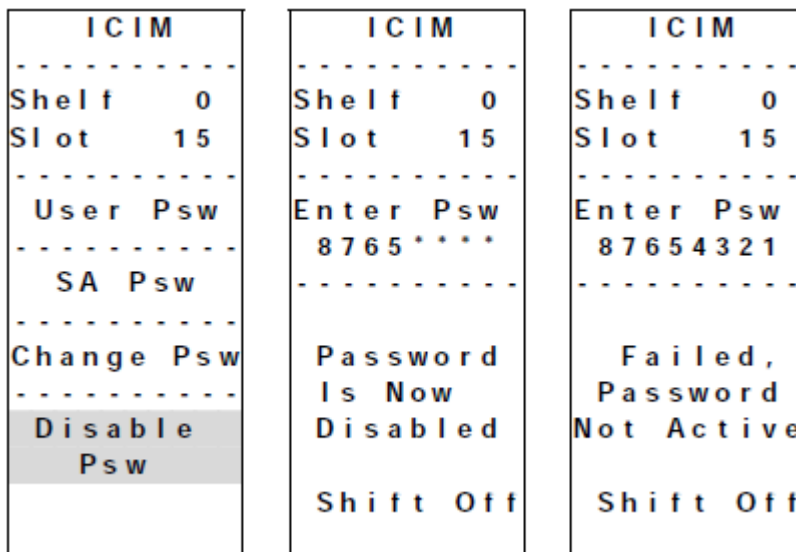 ICIM
----------
Shelf 0
Slot 15
----------
User Psw
----------
SA Psw
----------
Change Psw
----------
Disable
Psw
ICIM
----------
Shelf 0
Slot 15
----------
Enter Psw
8765****
----------
Password
Is Now
Disabled
Shift Off
ICIM
----------
Shelf 0
Slot 15
----------
Enter Psw
87654321
----------
Failed,
Password
Not Active
Shift Off